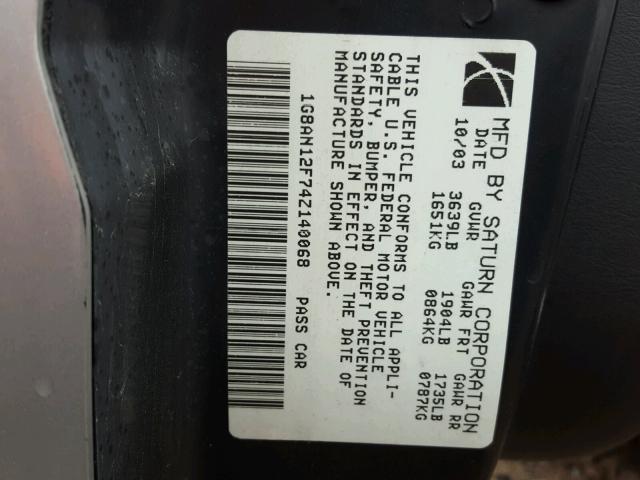 MFD BY SATURN CORPORATION
DATE GVWR GAWR FRT GAWR RR
10/03 3639LB 1904LB 1735LB
1651KG 0864KG 0787KG
THIS VEHICLE CONFORMS TO ALL APPLI-
CABLE U.S. FEDERAL MOTOR VEHICLE
SAFETY, BUMPER, AND THEFT PREVENTION
STANDARDS IN EFFECT ON THE DATE OF
MANUFACTURE SHOWN ABOVE.
1G8AN12F74Z140068 PASS CAR